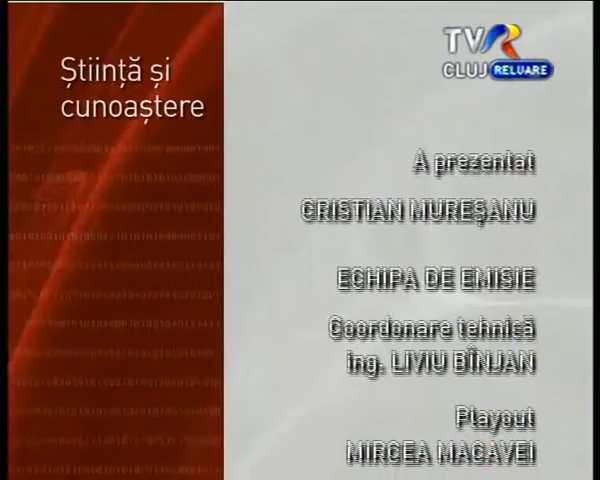 Știință și
cunoaștere
TVR
CLUJ RELUARE
A prezentat
CRISTIAN MUREȘANU
ECHIPA DE EMISIE
Coordonare tehnică
ing. LIVIU BÎNJAN
Playout
MIRCEA MACAVEI